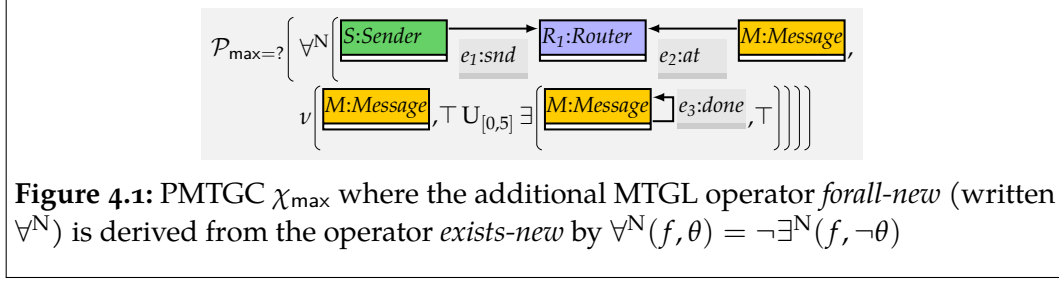 𝒫max=? ( ∀ᴺ ( S:Sender e₁:snd R₁:Router e₂:at M:Message ,
ν ( M:Message ,⊤ U[0,5] ∃ ( M:Message e₃:done ,⊤ ) ) ) )
Figure 4.1: PMTGC χmax where the additional MTGL operator forall-new (written
∀ᴺ) is derived from the operator exists-new by ∀ᴺ(f, θ) = ¬∃ᴺ(f, ¬θ)